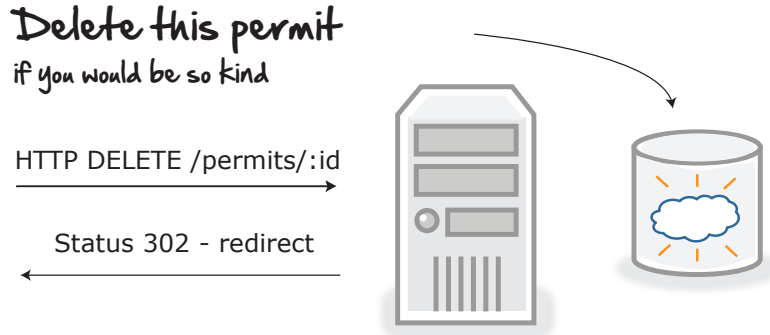 Delete this permit
if you would be so kind
HTTP DELETE /permits/:id
Status 302 - redirect